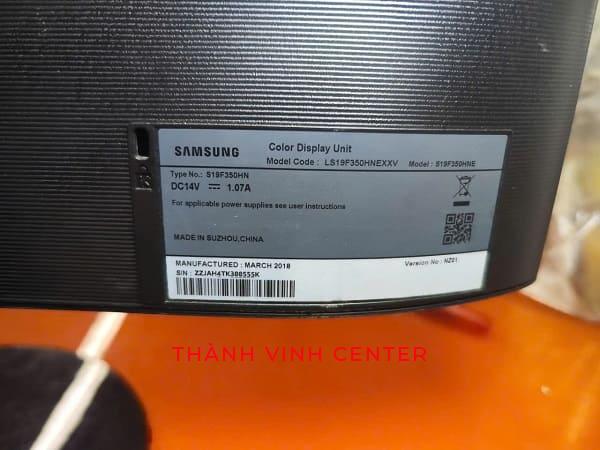 SAMSUNG
Color Display Unit
Model Code : LS19F350HNEXXV Model : S19F350HNE
Type No.: S19F350HN
DC14V 1.07A
For applicable power supplies see user instructions
MADE IN SUZHOU,CHINA
MANUFACTURED : MARCH 2018
Version No : NZ01
S/N : ZZJAH4TK388555K
THÀNH VINH CENTER